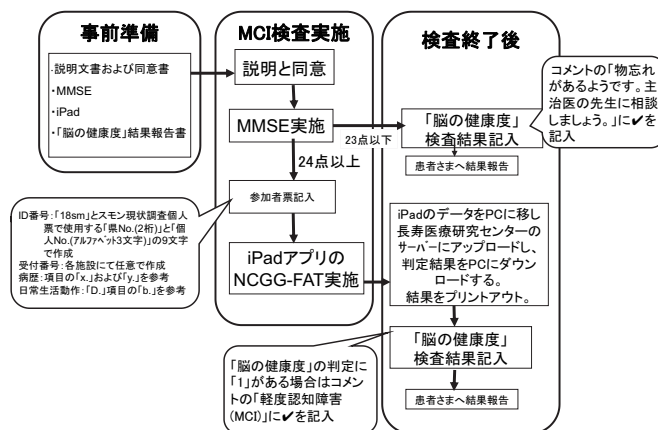 事前準備
・説明文書および同意書
・MMSE
・iPad
・「脳の健康度」結果報告書
MCI検査実施
説明と同意
MMSE実施
23点以下
24点以上
参加者票記入
iPadアプリの
NCGG-FAT実施
ID番号:「18sm」とスモン現状調査個人
票で使用する「県No.(2桁)」と「個
人No.(ｱﾙﾌｧﾍﾞｯﾄ3文字)」の9文字で
作成
受付番号:各施設にて任意で作成
病歴:項目の「x.」および「y.」を参考
日常生活動作:「D.」項目の「b.」を参考
検査終了後
コメントの「物忘れ
があるようです。主
治医の先生に相談
しましょう。」に✔を
記入
「脳の健康度」
検査結果記入
患者さまへ結果報告
iPadのデータをPCに移し
長寿医療研究センターの
サーバーにアップロードし、
判定結果をPCにダウン
ロードする。
結果をプリントアウト。
「脳の健康度」
検査結果記入
患者さまへ結果報告
「脳の健康度」の判定に
「1」がある場合はコメン
トの「軽度認知障害
(MCI)」に✔を記入